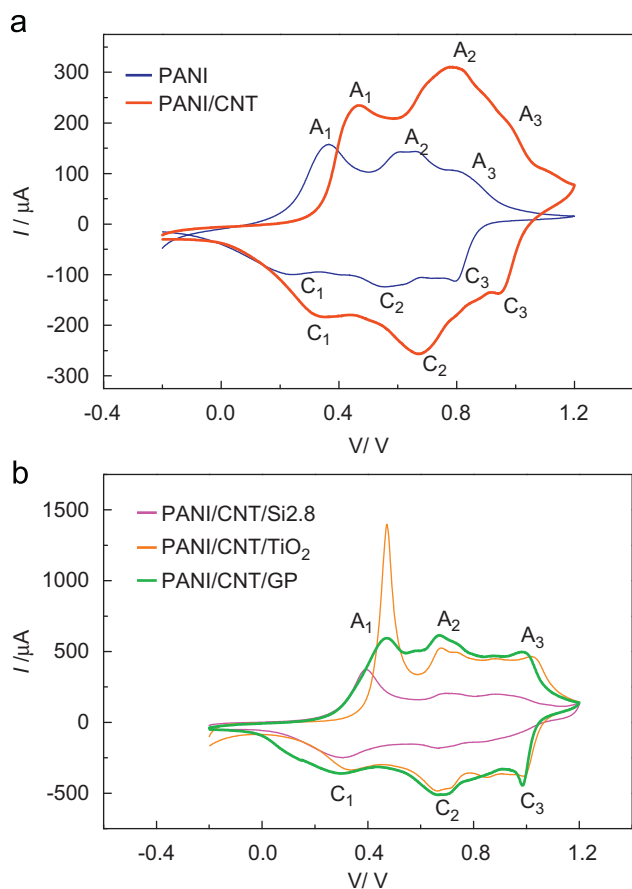 a
300
200
100
0
-100
-200
-300
I / μA
PANI
PANI/CNT
A1
A1
A2
A2
A3
A3
C1
C2
C3
C1
C2
C3
-0.4 0.0 0.4 0.8 1.2
V/ V
b
1500
1000
500
0
-500
I /μA
PANI/CNT/Si2.8
PANI/CNT/TiO2
PANI/CNT/GP
A1
A2
A3
C1
C2
C3
-0.4 0.0 0.4 0.8 1.2
V/ V